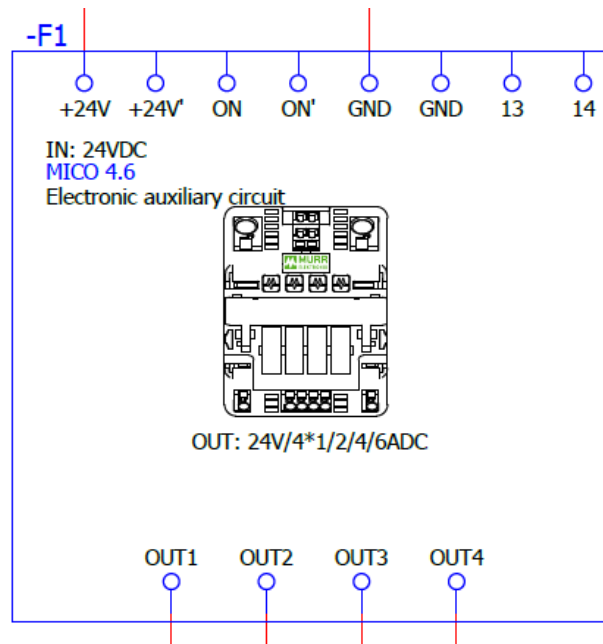 -F1
+24V +24V' ON ON' GND GND 13 14
IN: 24VDC
MICO 4.6
Electronic auxiliary circuit
MURR
ELEKTRONIK
OUT: 24V/4*1/2/4/6ADC
OUT1 OUT2 OUT3 OUT4